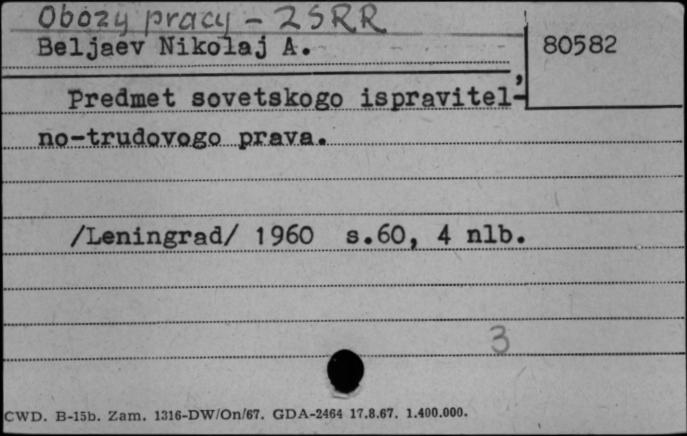 Obozy pracy - ZSRR
Beljaev Nikolaj A.
80582
Predmet sovetskogo ispravitel'-
no-trudovogo prava.
/Leningrad/ 1960 s.60, 4 nlb.
3
CWD. B-15b. Zam. 1316-DW/On/67. GDA-2464 17.8.67. 1.400.000.